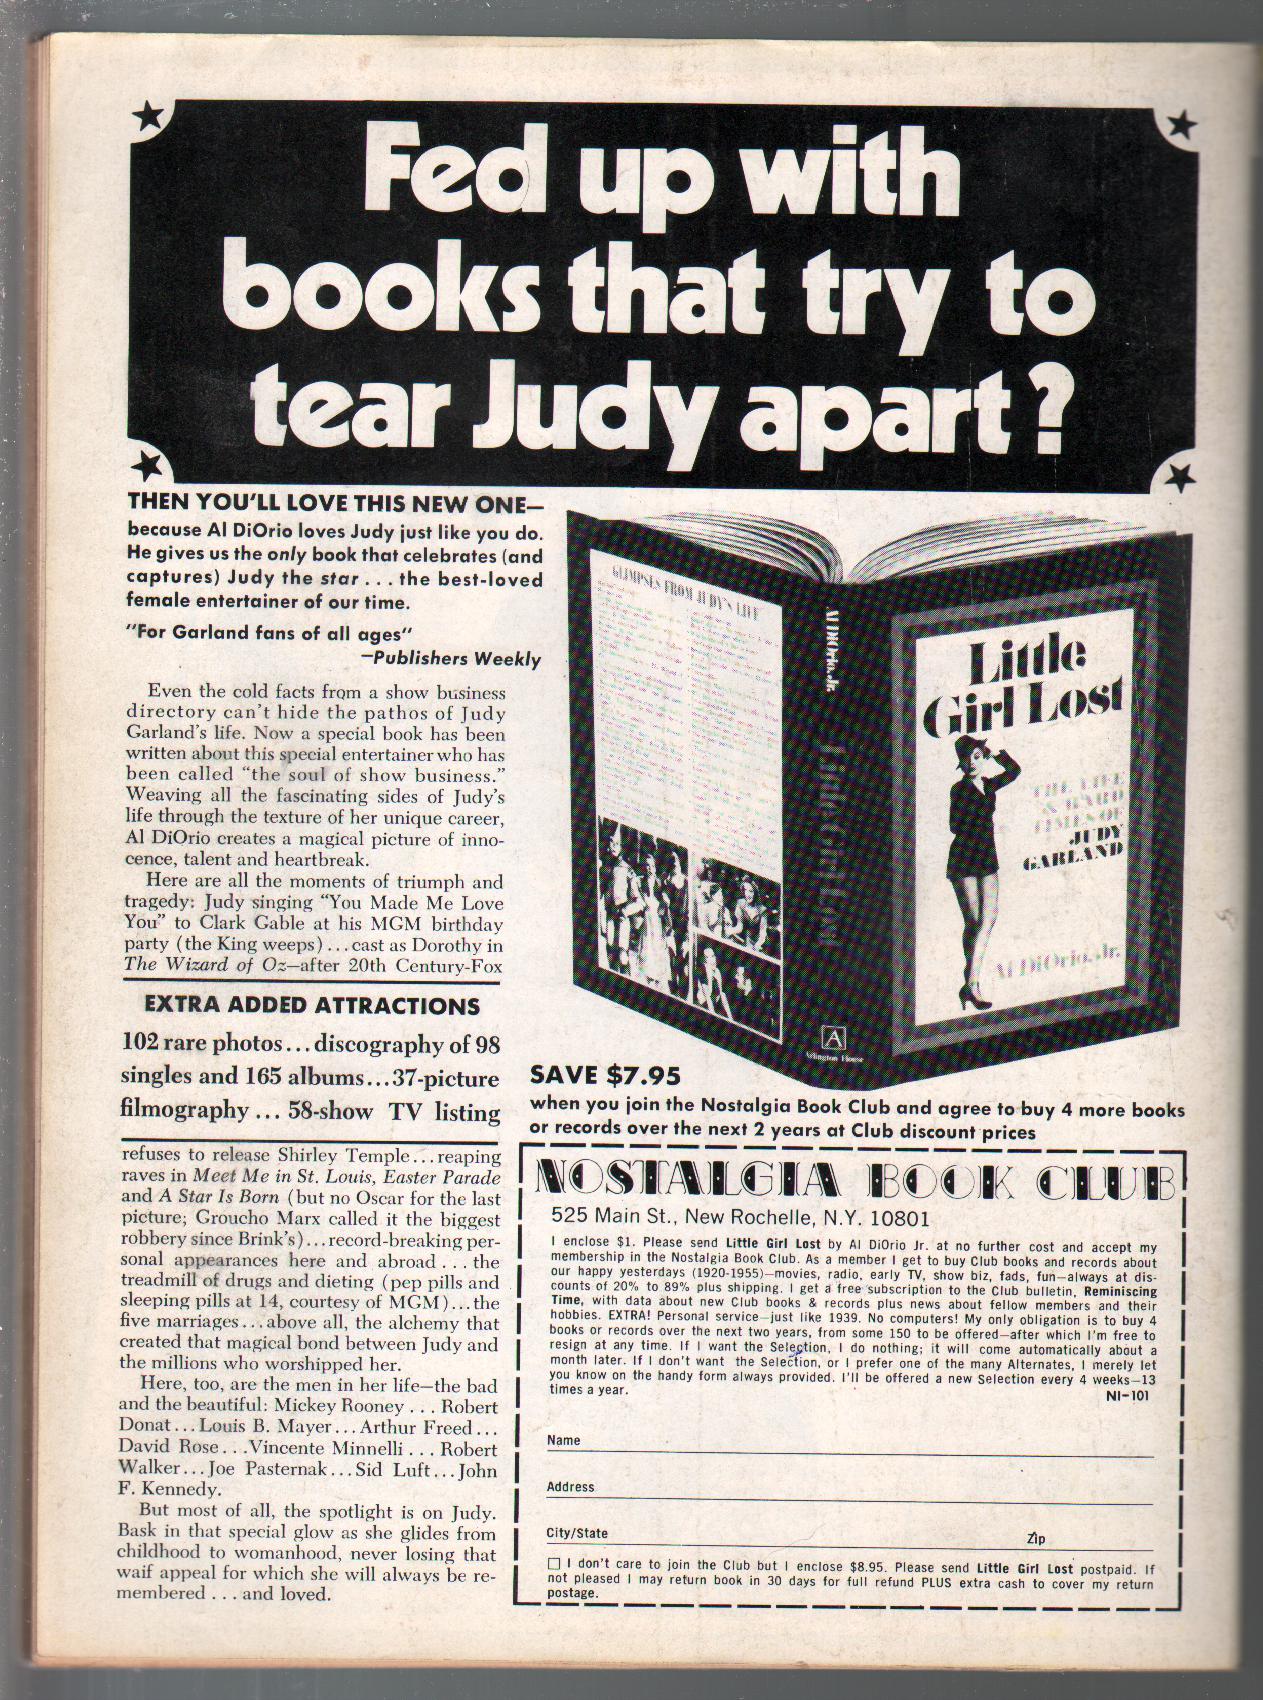 Fed up with
books that try to
tear Judy apart?
THEN YOU'LL LOVE THIS NEW ONE—
because Al DiOrio loves Judy just like you do.
He gives us the only book that celebrates (and
captures) Judy the star . . . the best-loved
female entertainer of our time.
"For Garland fans of all ages"
—Publishers Weekly
Even the cold facts from a show business
directory can't hide the pathos of Judy
Garland's life. Now a special book has been
written about this special entertainer who has
been called "the soul of show business."
Weaving all the fascinating sides of Judy's
life through the texture of her unique career,
Al DiOrio creates a magical picture of inno-
cence, talent and heartbreak.
Here are all the moments of triumph and
tragedy: Judy singing "You Made Me Love
You" to Clark Gable at his MGM birthday
party (the King weeps) . . . cast as Dorothy in
The Wizard of Oz—after 20th Century-Fox
EXTRA ADDED ATTRACTIONS
102 rare photos . . . discography of 98
singles and 165 albums . . . 37-picture
filmography . . . 58-show TV listing
refuses to release Shirley Temple . . . reaping
raves in Meet Me in St. Louis, Easter Parade
and A Star Is Born (but no Oscar for the last
picture; Groucho Marx called it the biggest
robbery since Brink's) . . . record-breaking per-
sonal appearances here and abroad . . . the
treadmill of drugs and dieting (pep pills and
sleeping pills at 14, courtesy of MGM) . . . the
five marriages . . . above all, the alchemy that
created that magical bond between Judy and
the millions who worshipped her.
Here, too, are the men in her life—the bad
and the beautiful: Mickey Rooney . . . Robert
Donat . . . Louis B. Mayer . . . Arthur Freed . . .
David Rose . . . Vincente Minnelli . . . Robert
Walker . . . Joe Pasternak . . . Sid Luft . . . John
F. Kennedy.
But most of all, the spotlight is on Judy.
Bask in that special glow as she glides from
childhood to womanhood, never losing that
waif appeal for which she will always be re-
membered . . . and loved.
GLIMPSES FROM JUDY'S LIFE
Al DiOrio, Jr.
Little Girl Lost
A
Arlington House
Little
Girl Lost
THE LIFE
& HARD
TIMES OF
JUDY
GARLAND
Al DiOrio, Jr.
SAVE $7.95
when you join the Nostalgia Book Club and agree to buy 4 more books
or records over the next 2 years at Club discount prices
NOSTALGIA BOOK CLUB
525 Main St., New Rochelle, N.Y. 10801
I enclose $1. Please send Little Girl Lost by Al DiOrio Jr. at no further cost and accept my
membership in the Nostalgia Book Club. As a member I get to buy Club books and records about
our happy yesterdays (1920-1955)—movies, radio, early TV, show biz, fads, fun—always at dis-
counts of 20% to 89% plus shipping. I get a free subscription to the Club bulletin, Reminiscing
Time, with data about new Club books & records plus news about fellow members and their
hobbies. EXTRA! Personal service—just like 1939. No computers! My only obligation is to buy 4
books or records over the next two years, from some 150 to be offered—after which I'm free to
resign at any time. If I want the Selection, I do nothing; it will come automatically about a
month later. If I don't want the Selection, or I prefer one of the many Alternates, I merely let
you know on the handy form always provided. I'll be offered a new Selection every 4 weeks—13
times a year.
NI-101
Name
Address
City/State Zip
☐ I don't care to join the Club but I enclose $8.95. Please send Little Girl Lost postpaid. If
not pleased I may return book in 30 days for full refund PLUS extra cash to cover my return
postage.